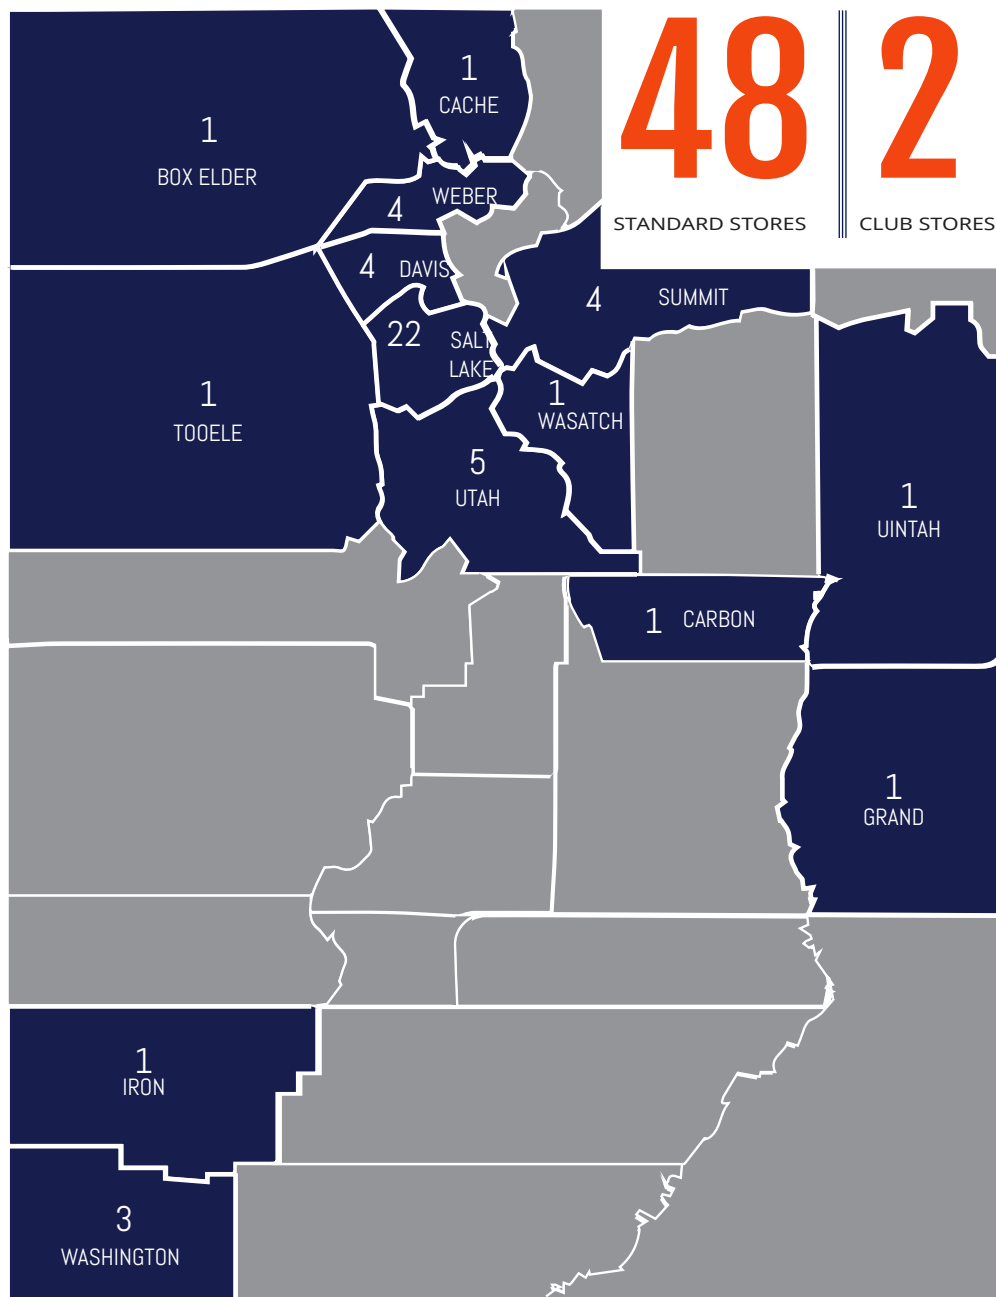 48
2
STANDARD STORES
CLUB STORES
1
CACHE
1
BOX ELDER
WEBER
4
4
DAVIS
4
SUMMIT
22
SALT
LAKE
1
WASATCH
1
TOOELE
5
UTAH
1
UINTAH
1
CARBON
1
GRAND
1
IRON
3
WASHINGTON